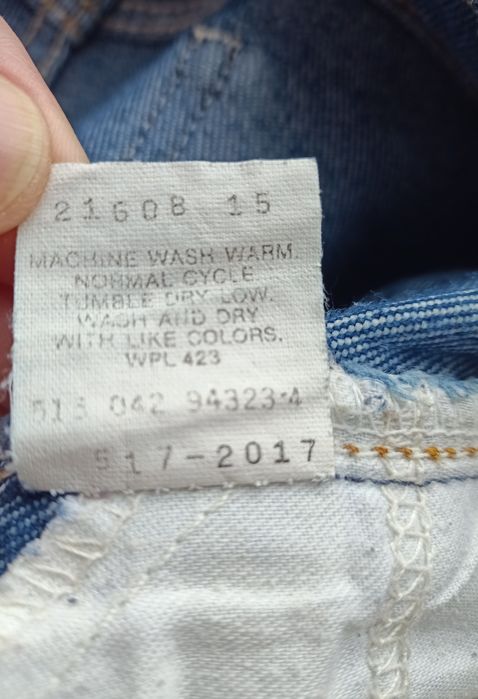 21608 15
MACHINE WASH WARM.
NORMAL CYCLE
TUMBLE DRY LOW.
WASH AND DRY
WITH LIKE COLORS.
WPL 423
513 042 94323-4
517-2017